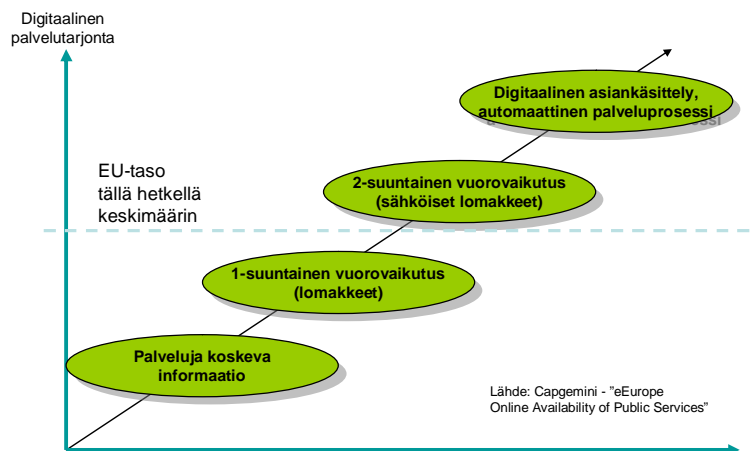 Digitaalinen
palvelutarjonta
Digitaalinen asiankäsittely,
automaattinen palveluprosessi
EU-taso
tällä hetkellä
keskimäärin
2-suuntainen vuorovaikutus
(sähköiset lomakkeet)
1-suuntainen vuorovaikutus
(lomakkeet)
Palveluja koskeva
informaatio
Lähde: Capgemini - ”eEurope
Online Availability of Public Services”